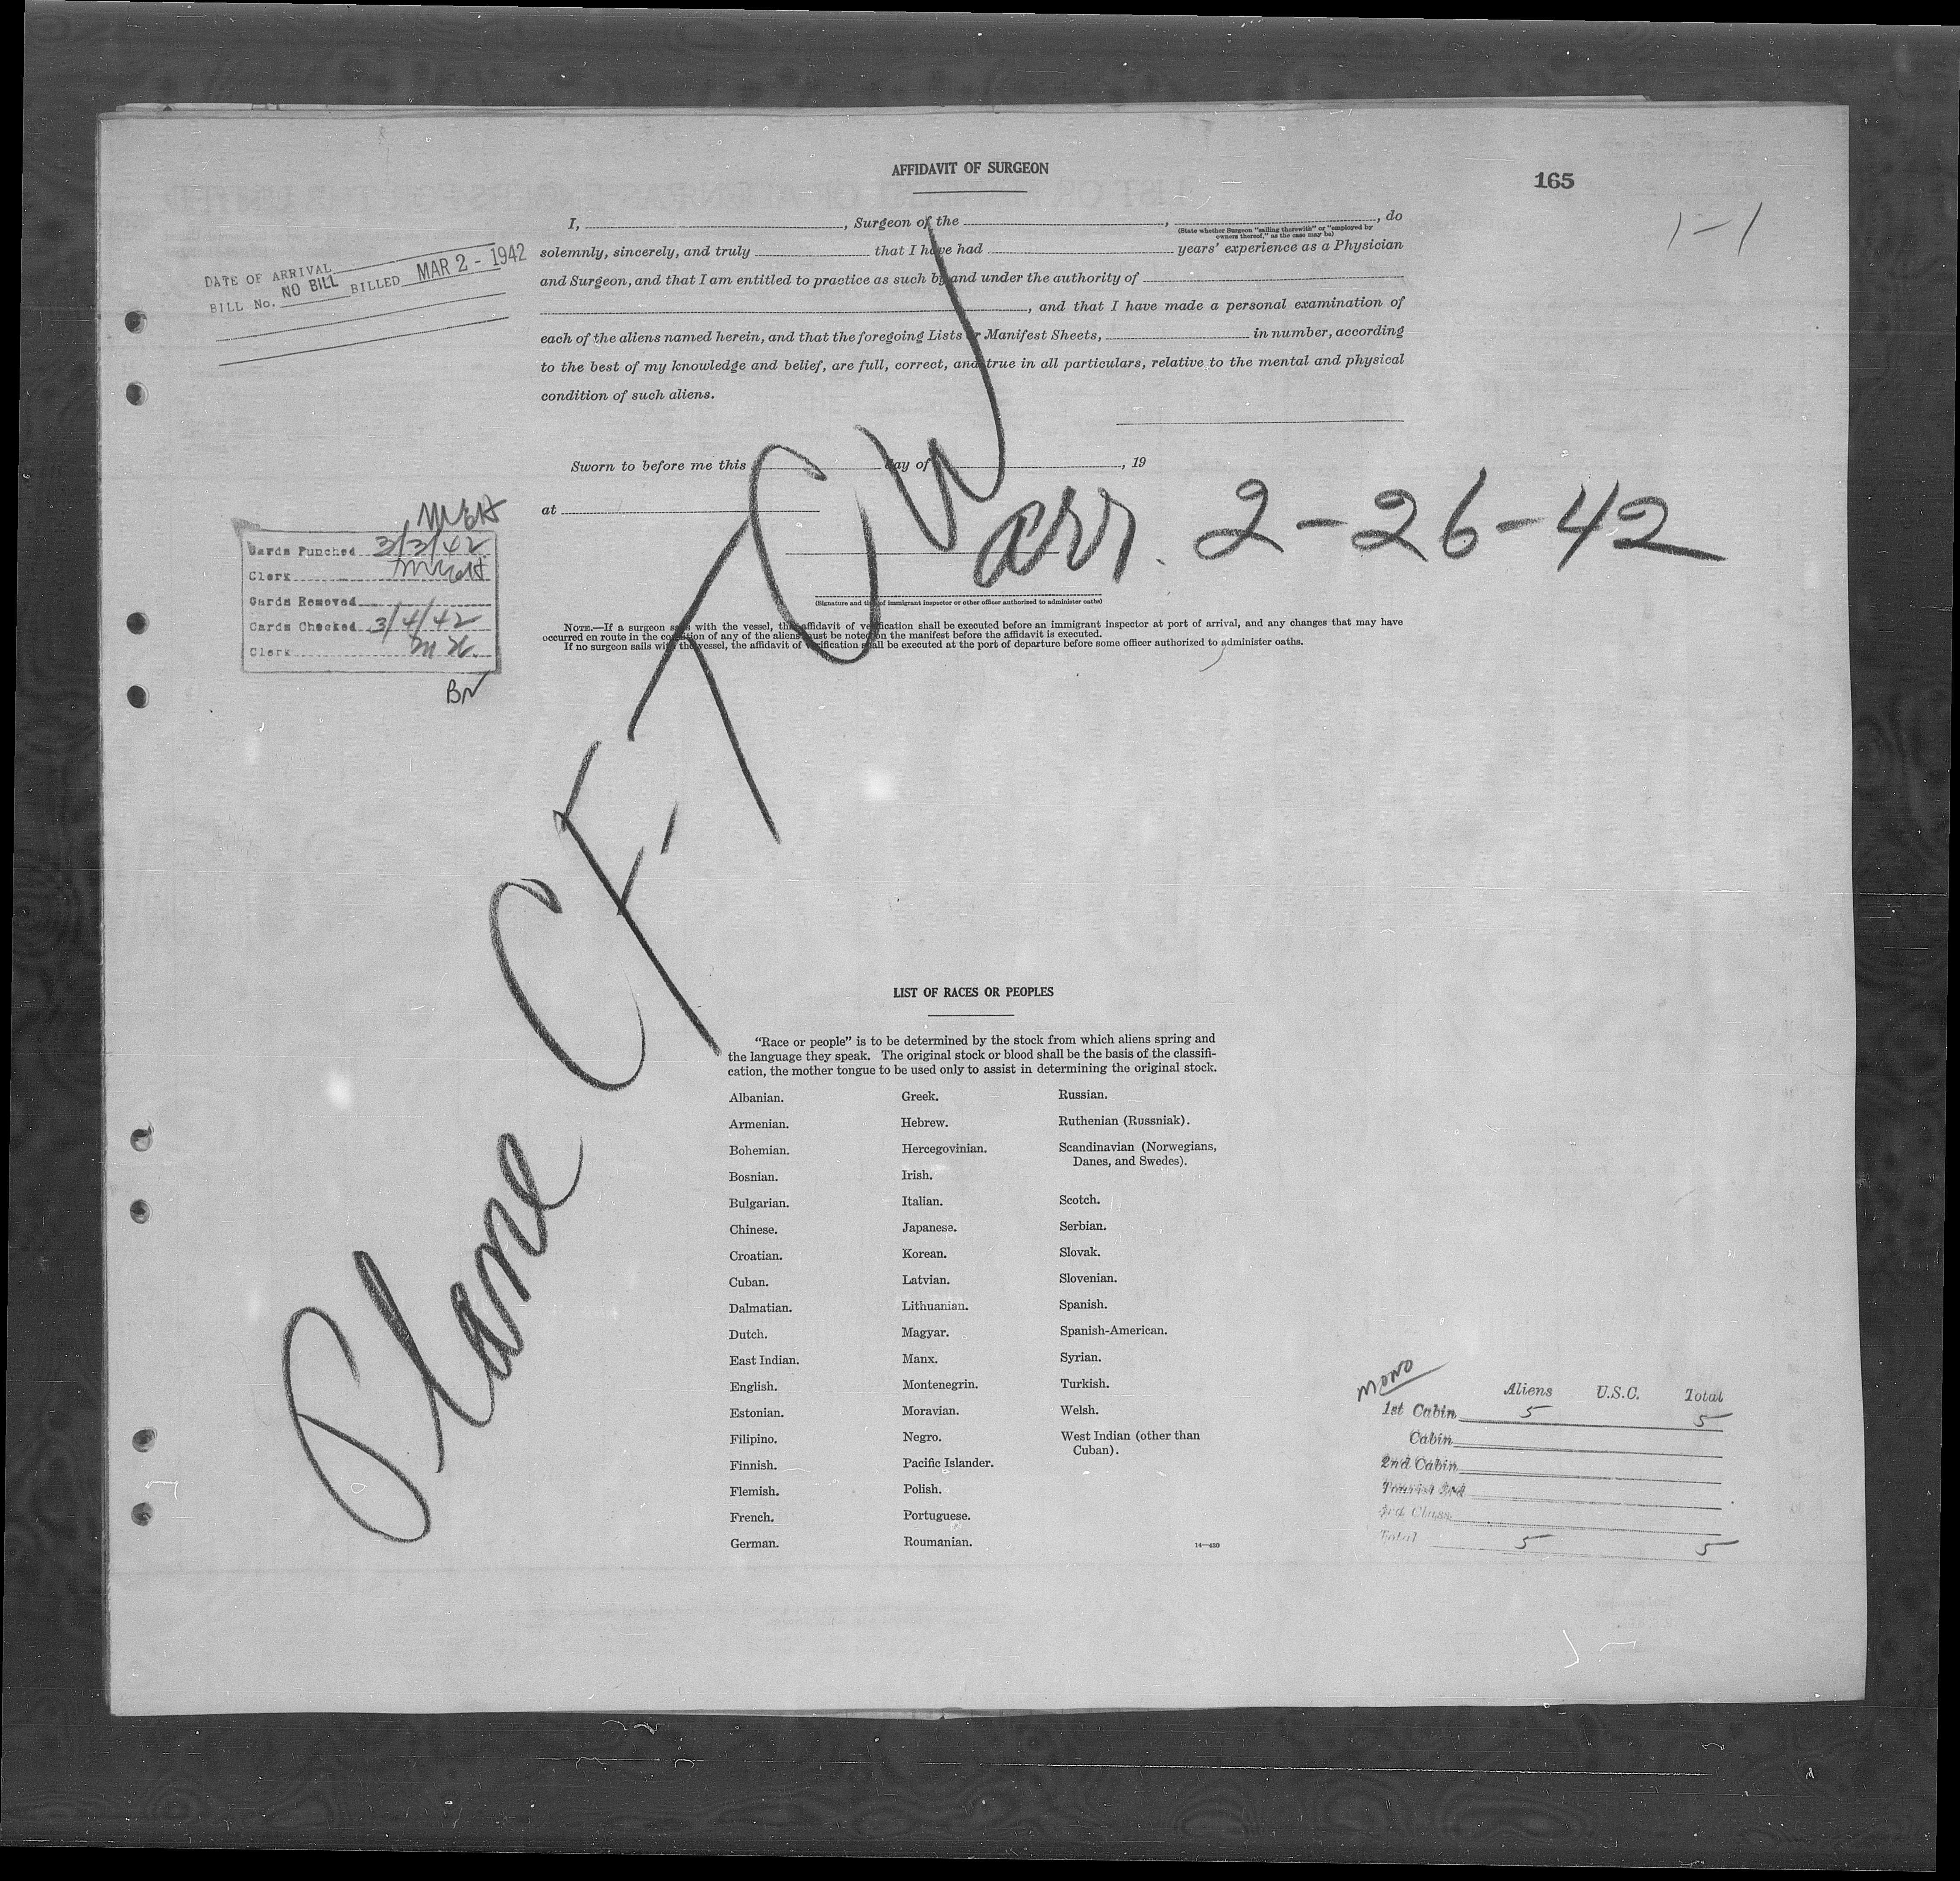 AFFIDAVIT OF SURGEON
165
1-1
I, , Surgeon of the , , do
(State whether Surgeon "sailing therewith" or "employed by
owners thereof," as the case may be)
solemnly, sincerely, and truly that I have had years' experience as a Physician
and Surgeon, and that I am entitled to practice as such by and under the authority of
, and that I have made a personal examination of
each of the aliens named herein, and that the foregoing Lists or Manifest Sheets, in number, according
to the best of my knowledge and belief, are full, correct, and true in all particulars, relative to the mental and physical
condition of such aliens.
DATE OF ARRIVAL
BILL No. NO BILL BILLED MAR 2 - 1942
Sworn to before me this day of , 19
at
arr. 2-26-42
(Signature and title of immigrant inspector or other officer authorized to administer oaths)
NOTE.—If a surgeon sails with the vessel, this affidavit of verification shall be executed before an immigrant inspector at port of arrival, and any changes that may have
occurred en route in the condition of any of the aliens must be noted on the manifest before the affidavit is executed.
If no surgeon sails with the vessel, the affidavit of verification shall be executed at the port of departure before some officer authorized to administer oaths.
Cards Punched 3/3/42
Clerk
Cards Removed
Cards Checked 3/4/42
Clerk
Plane CF-TCW
LIST OF RACES OR PEOPLES
"Race or people" is to be determined by the stock from which aliens spring and
the language they speak. The original stock or blood shall be the basis of the classifi-
cation, the mother tongue to be used only to assist in determining the original stock.
Albanian.
Armenian.
Bohemian.
Bosnian.
Bulgarian.
Chinese.
Croatian.
Cuban.
Dalmatian.
Dutch.
East Indian.
English.
Estonian.
Filipino.
Finnish.
Flemish.
French.
German.
Greek.
Hebrew.
Hercegovinian.
Irish.
Italian.
Japanese.
Korean.
Latvian.
Lithuanian.
Magyar.
Manx.
Montenegrin.
Moravian.
Negro.
Pacific Islander.
Polish.
Portuguese.
Roumanian.
Russian.
Ruthenian (Russniak).
Scandinavian (Norwegians,
Danes, and Swedes).
Scotch.
Serbian.
Slovak.
Slovenian.
Spanish.
Spanish-American.
Syrian.
Turkish.
Welsh.
West Indian (other than
Cuban).
14—430
MONO
Aliens U.S.C. Total
1st Cabin 5 5
Cabin
2nd Cabin
Tourist 3rd
3rd Class
Total 5 5